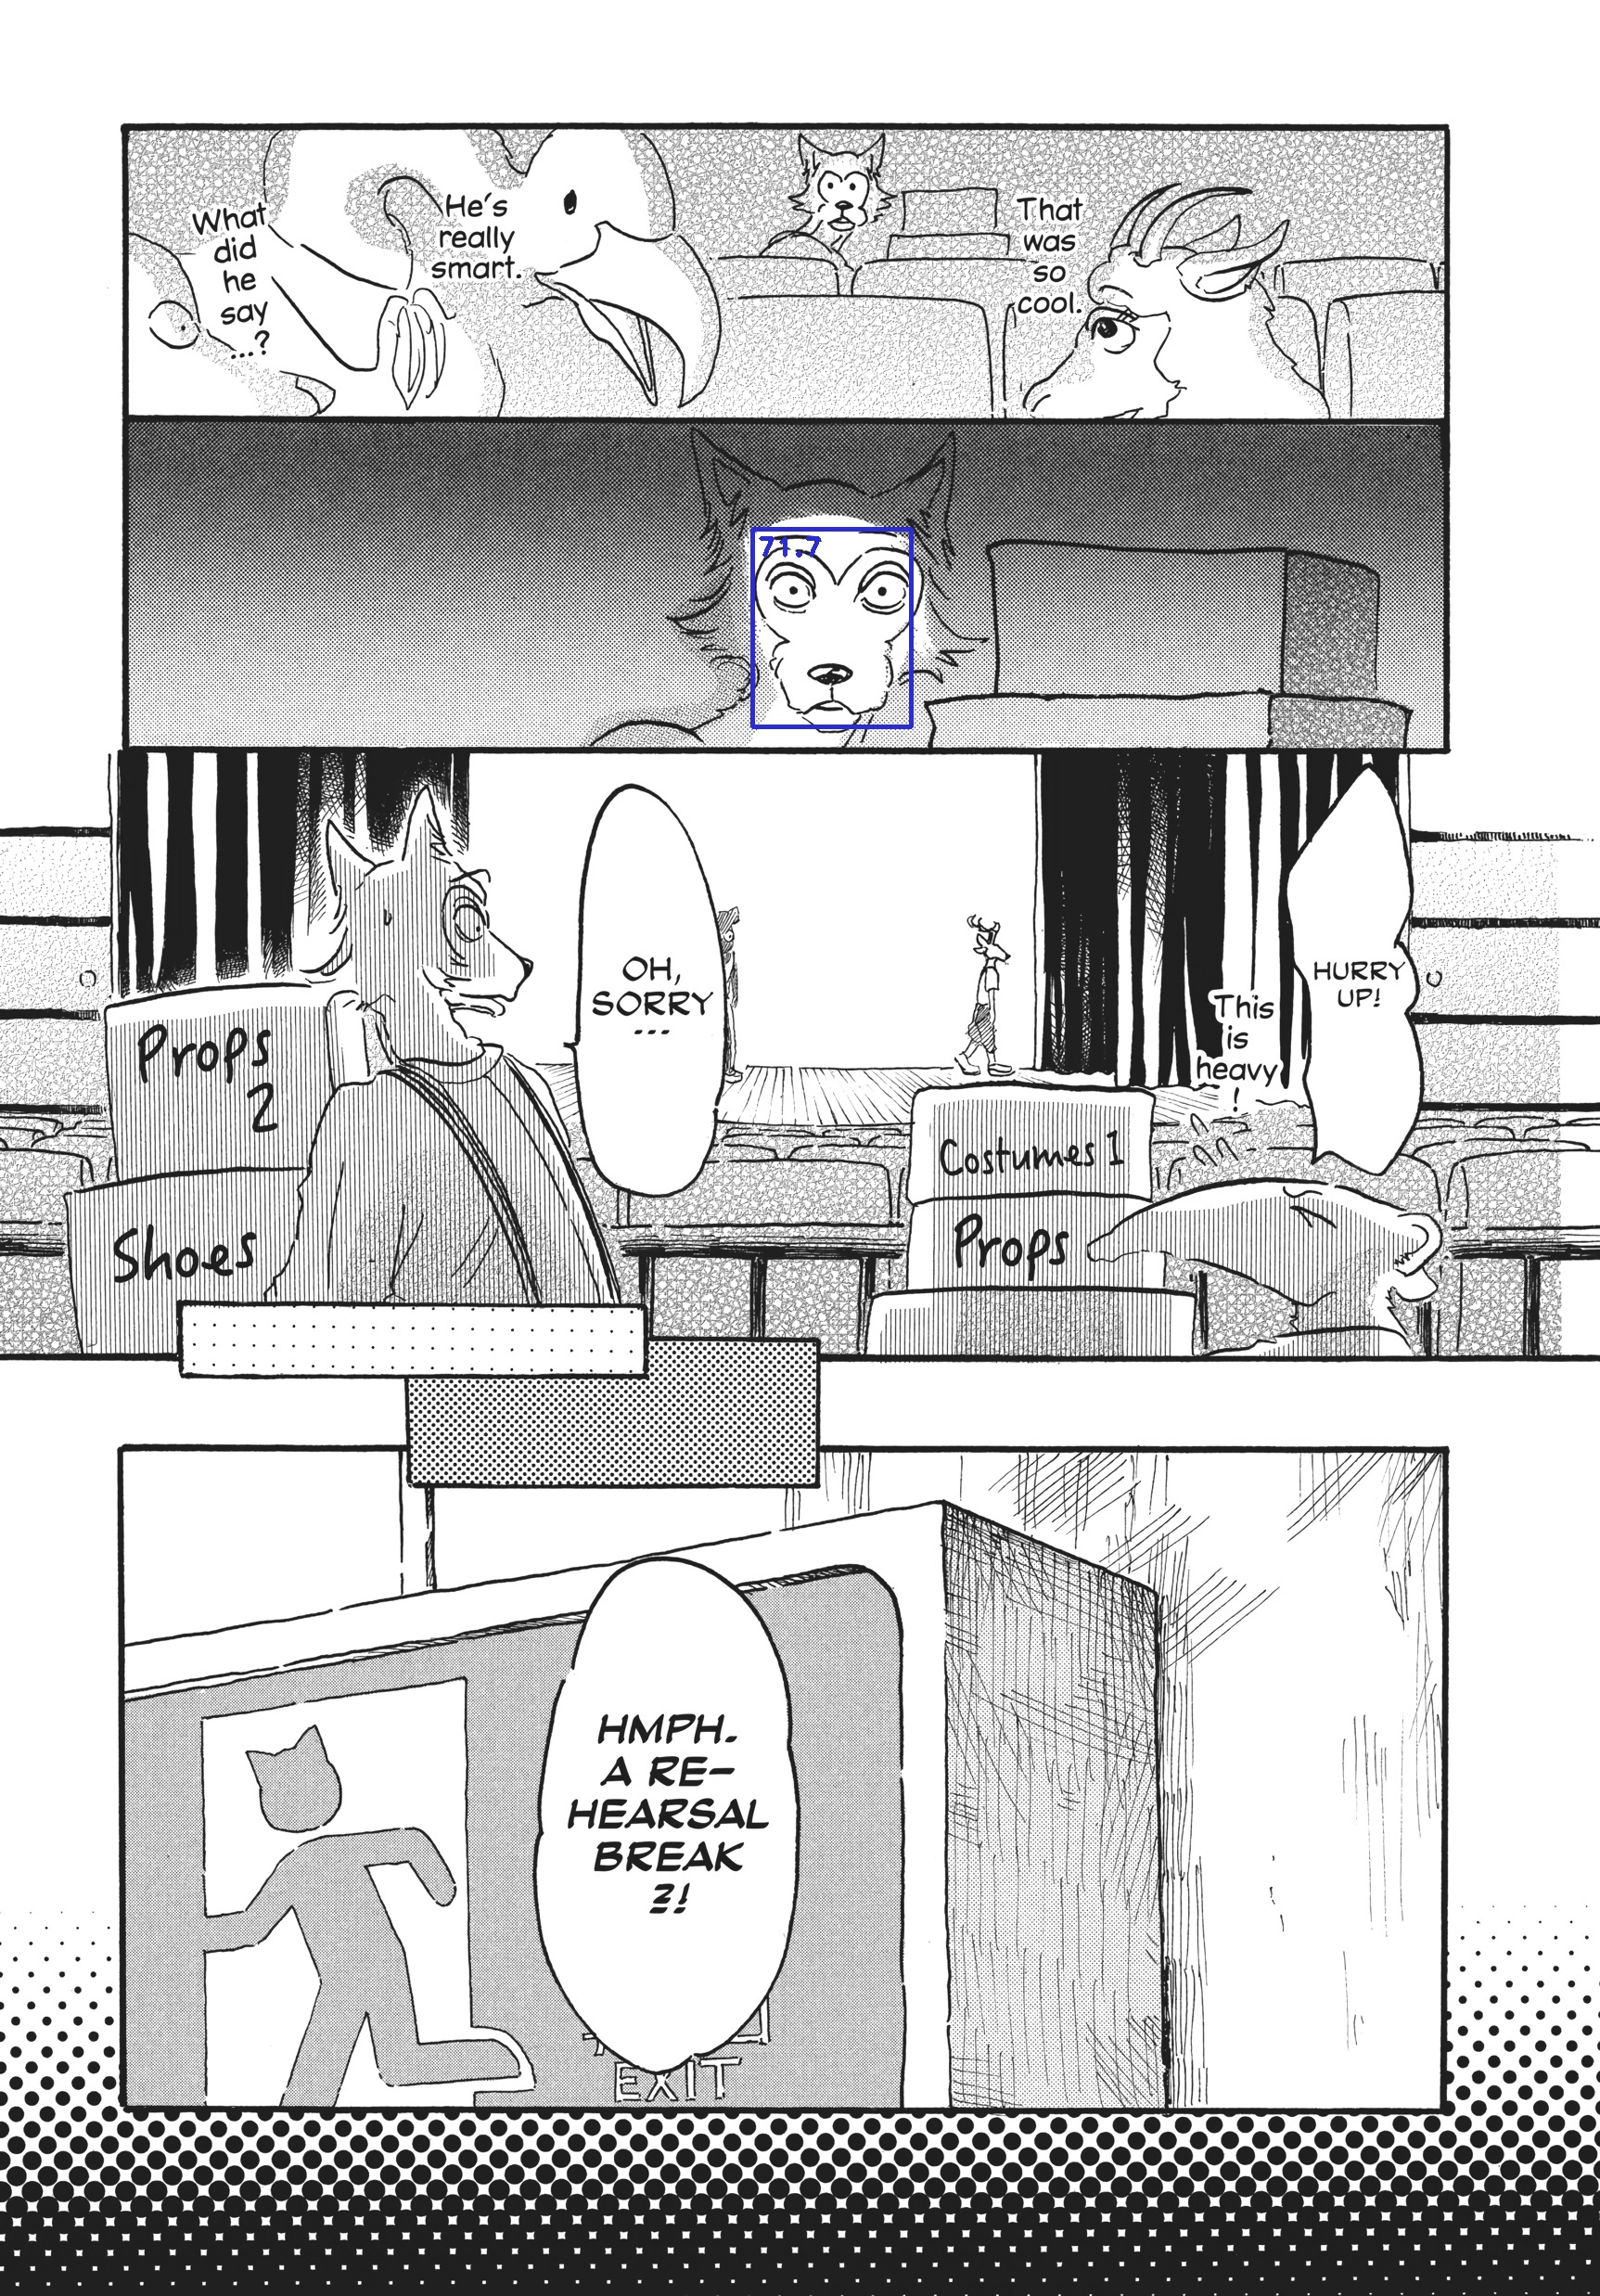 That
was
so
cool.
He's
really
smart.
What
did
he
say
...?
71.7
HURRY
UP!
This
is
heavy
!
OH,
SORRY
...
Props
2
Shoes
Costumes 1
Props
HMPH.
A RE-
HEARSAL
BREAK
?!
EXIT